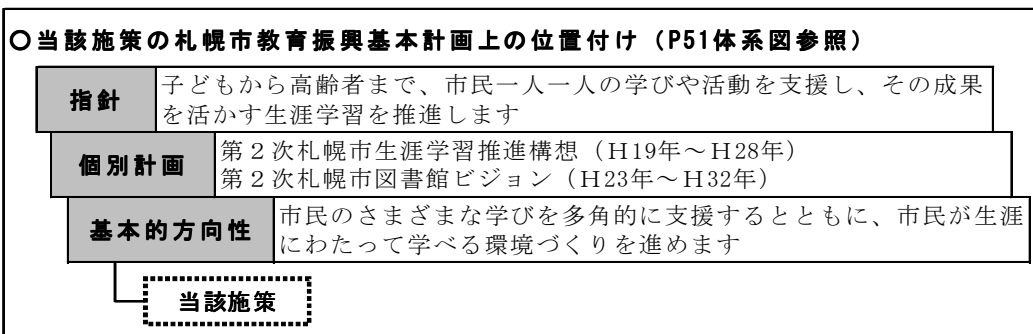 〇当該施策の札幌市教育振興基本計画上の位置付け（P51体系図参照）
指針
子どもから高齢者まで、市民一人一人の学びや活動を支援し、その成果
を活かす生涯学習を推進します
個別計画
第２次札幌市生涯学習推進構想（Ｈ19年～Ｈ28年）
第２次札幌市図書館ビジョン（Ｈ23年～Ｈ32年）
基本的方向性
市民のさまざまな学びを多角的に支援するとともに、市民が生涯
にわたって学べる環境づくりを進めます
当該施策